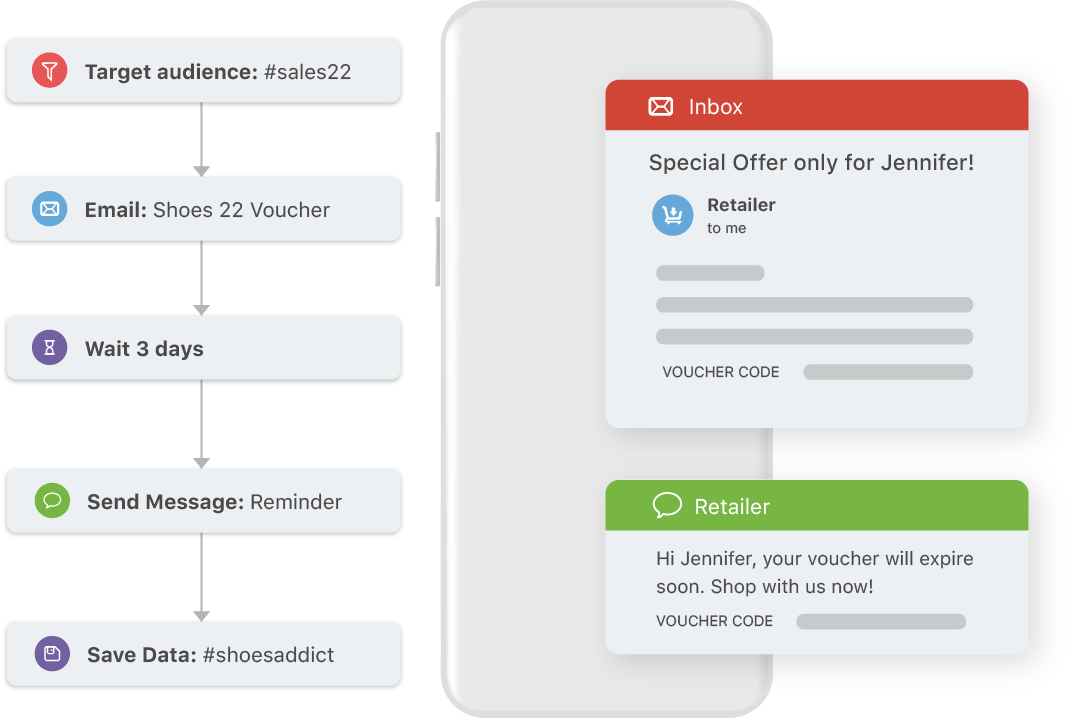 Target audience: #sales22
Email: Shoes 22 Voucher
Wait 3 days
Send Message: Reminder
Save Data: #shoesaddict
Inbox
Special Offer only for Jennifer!
Retailer
to me
VOUCHER CODE
Retailer
Hi Jennifer, your voucher will expire
soon. Shop with us now!
VOUCHER CODE